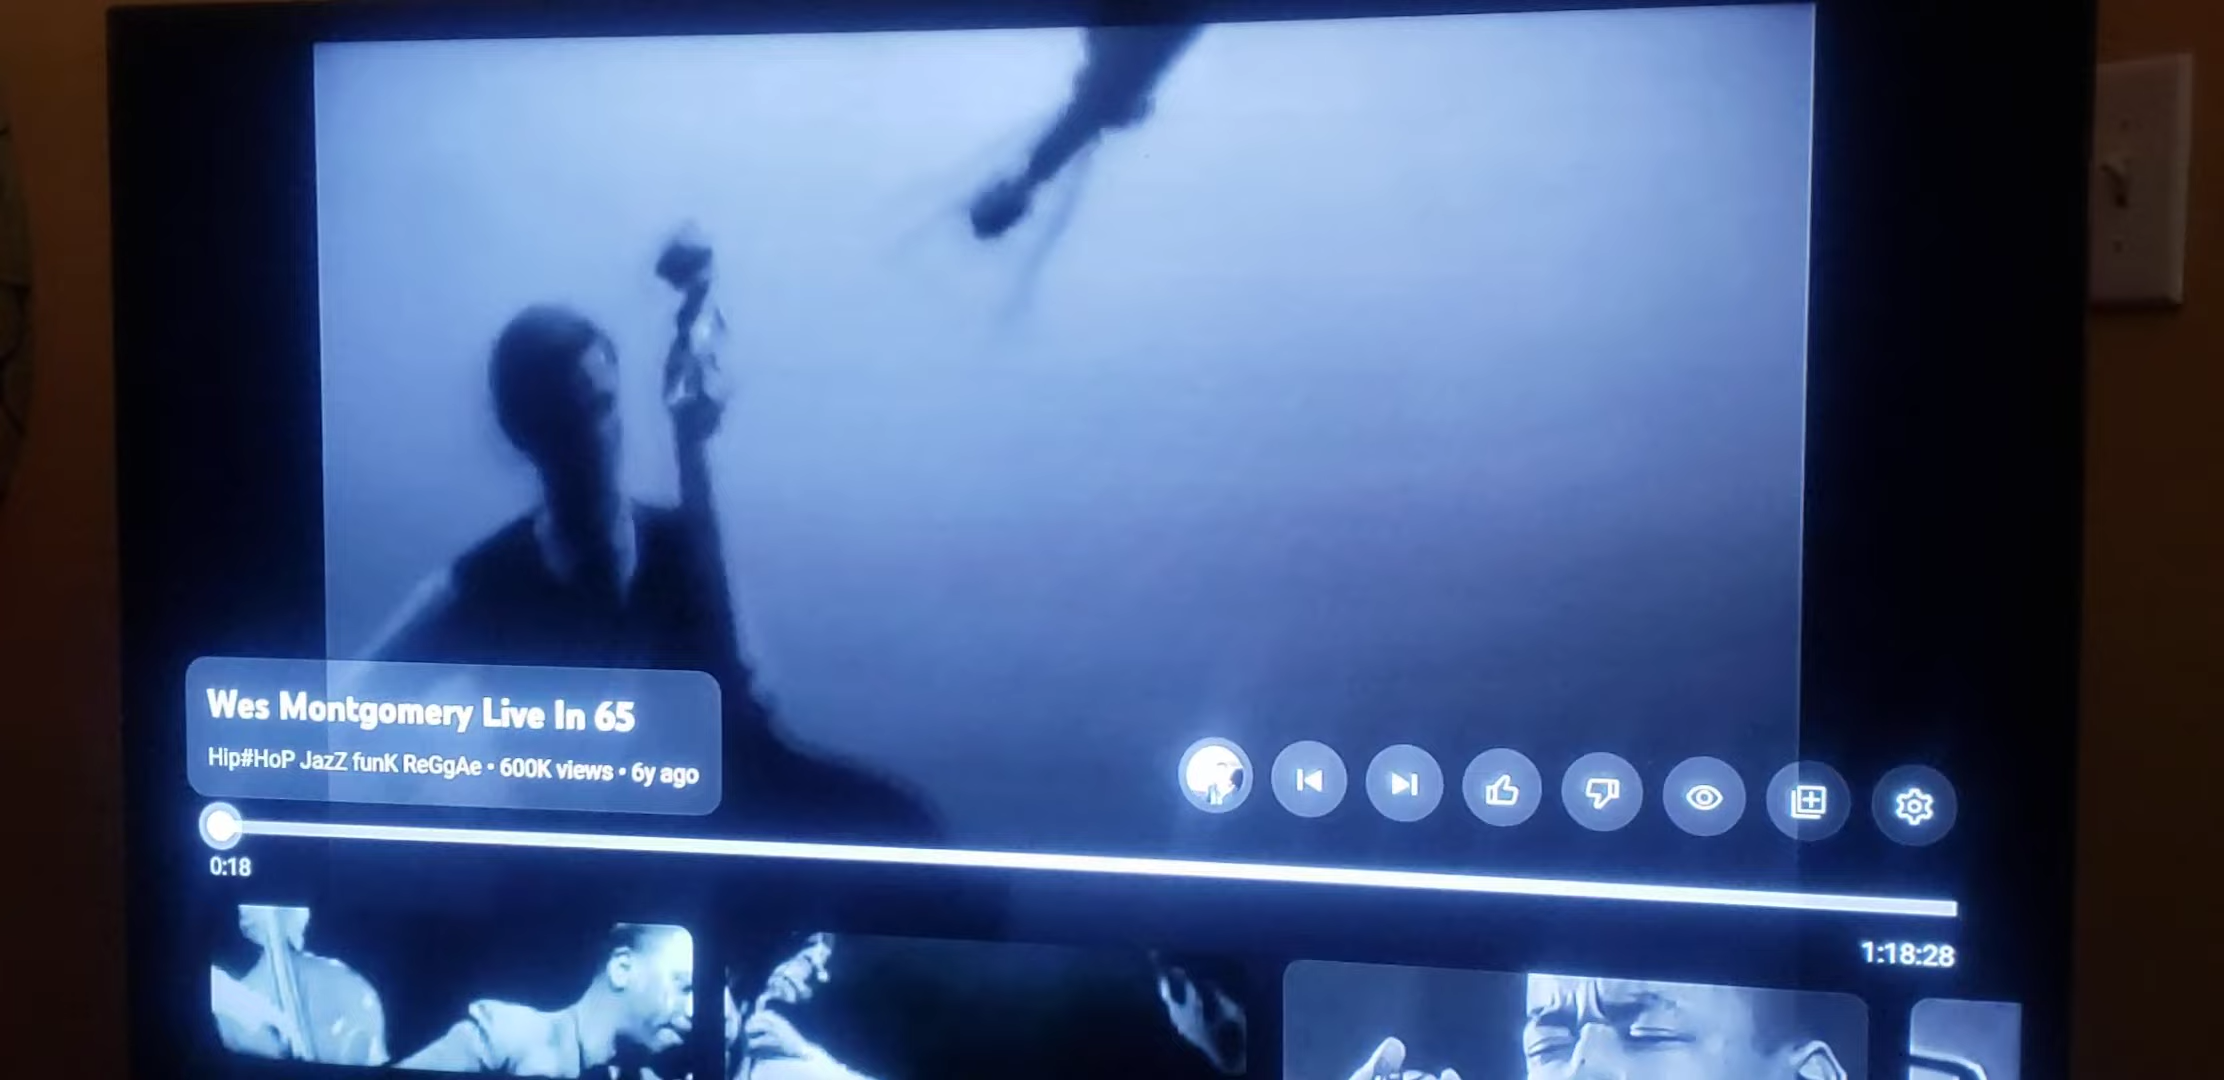 Wes Montgomery Live In 65
Hip#HoP JazZ funK ReGgAe • 600K views • 6y ago
0:18
1:18:28